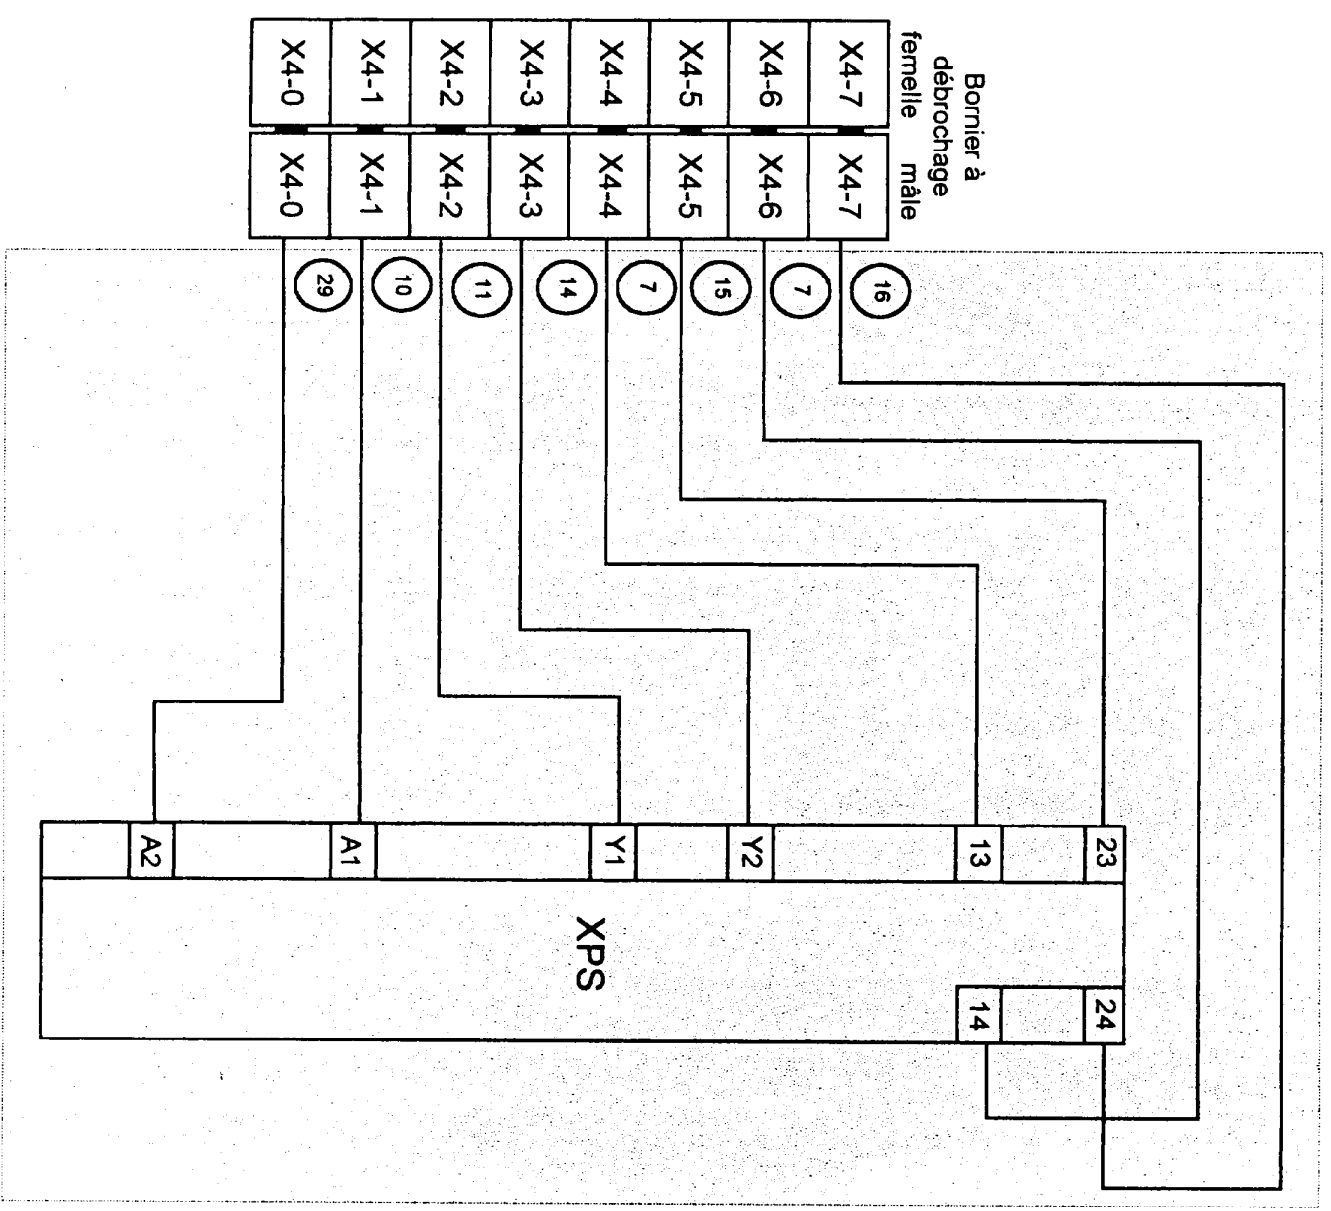 Bornier à
débrochage
femelle mâle
X4-7 X4-7
X4-6 X4-6
X4-5 X4-5
X4-4 X4-4
X4-3 X4-3
X4-2 X4-2
X4-1 X4-1
X4-0 X4-0
16
7
15
7
14
11
10
29
23
13
Y2
Y1
A1
A2
XPS
24
14